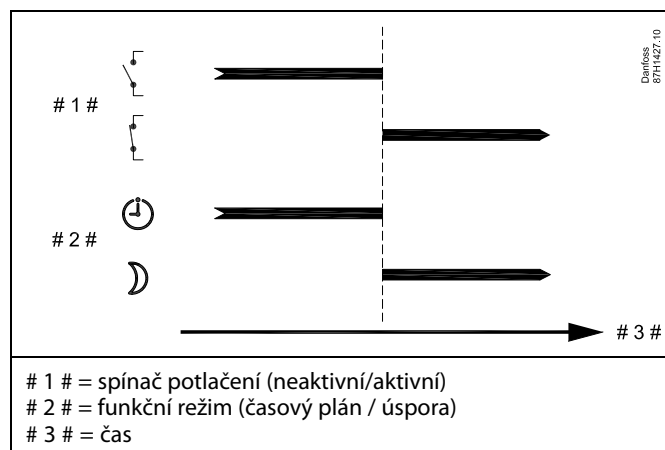 Danfoss
87H1427.10
# 1 #
# 2 #
# 3 #
# 1 # = spínač potlačení (neaktivní/aktivní)
# 2 # = funkční režim (časový plán / úspora)
# 3 # = čas